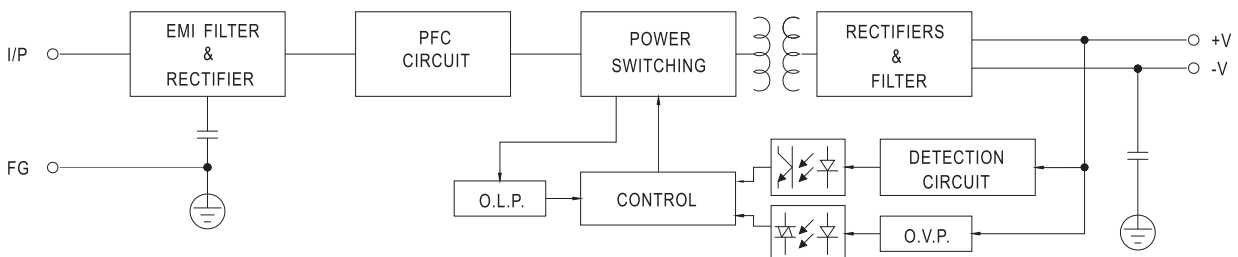 I/P
EMI FILTER
&
RECTIFIER
PFC
CIRCUIT
POWER
SWITCHING
RECTIFIERS
&
FILTER
+V
-V
FG
O.L.P.
CONTROL
DETECTION
CIRCUIT
O.V.P.